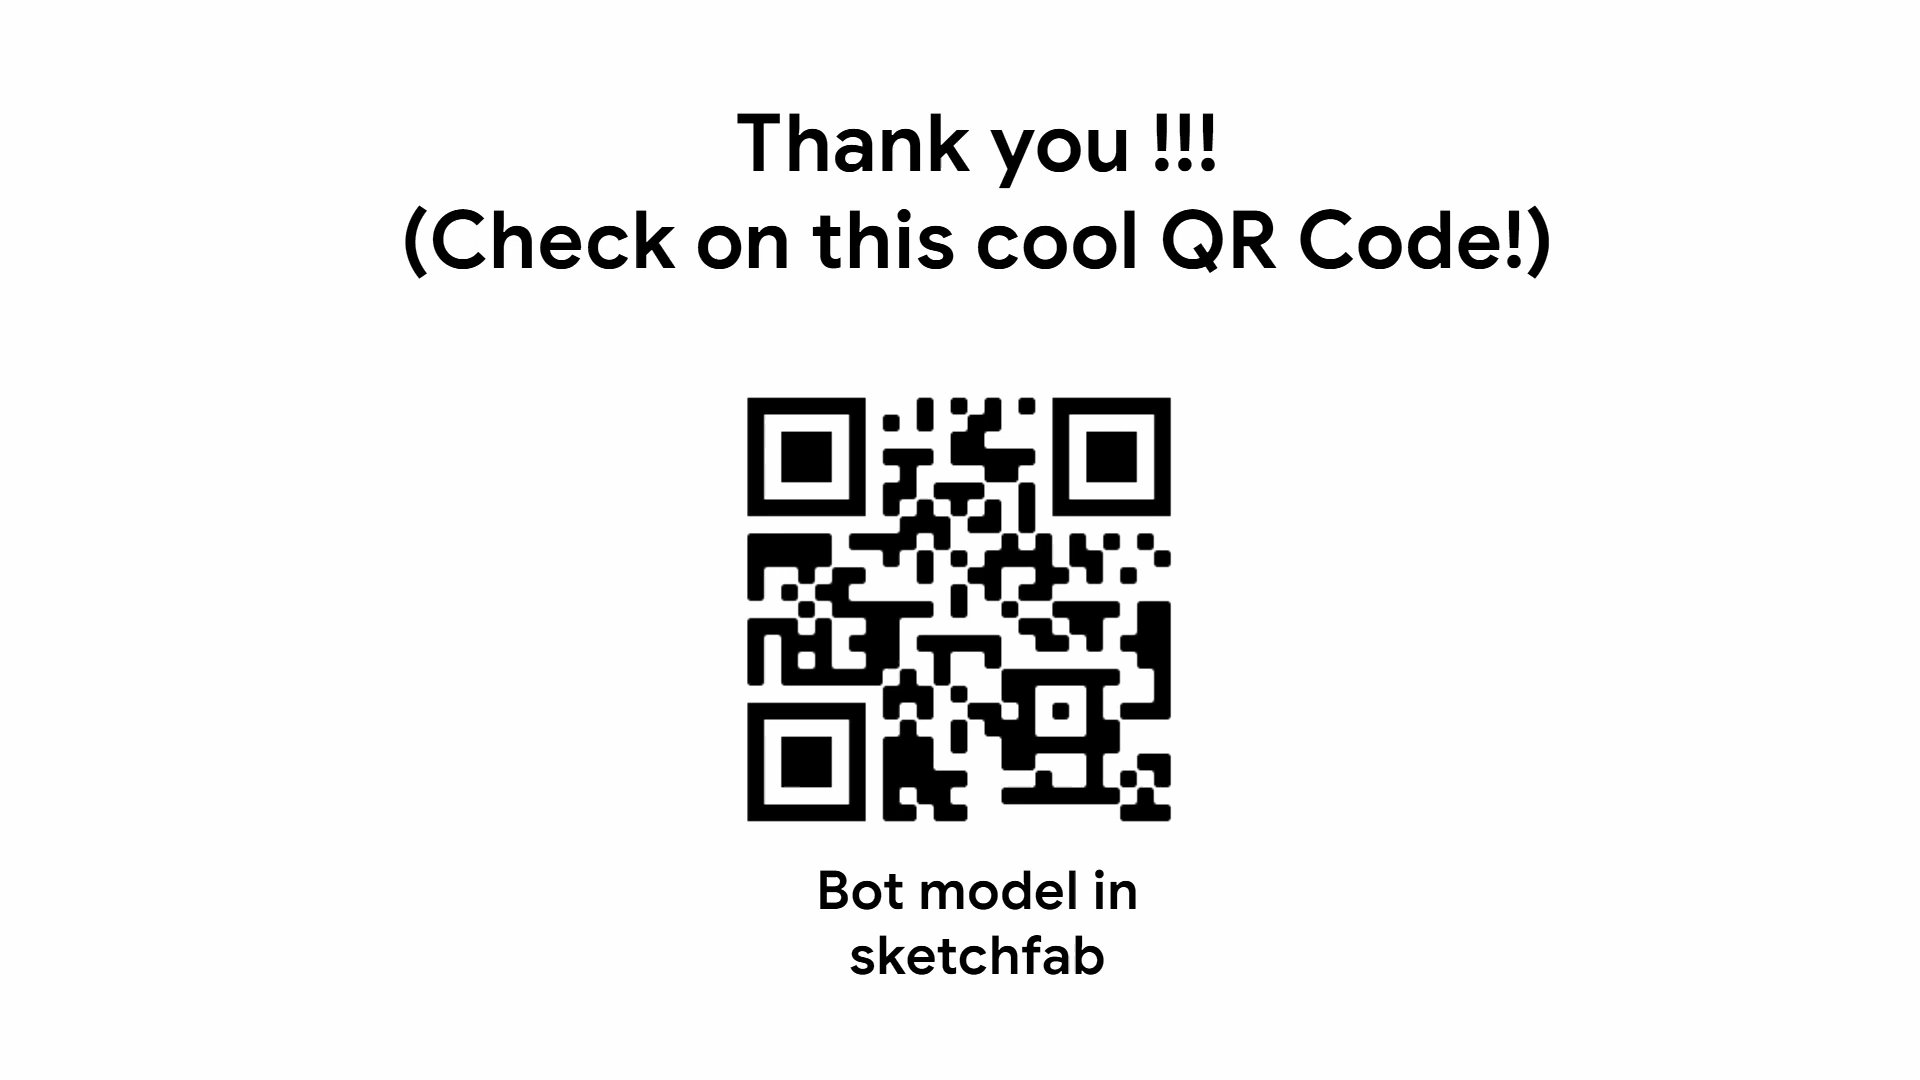 Thank you !!!
(Check on this cool QR Code!)
Bot model in
sketchfab